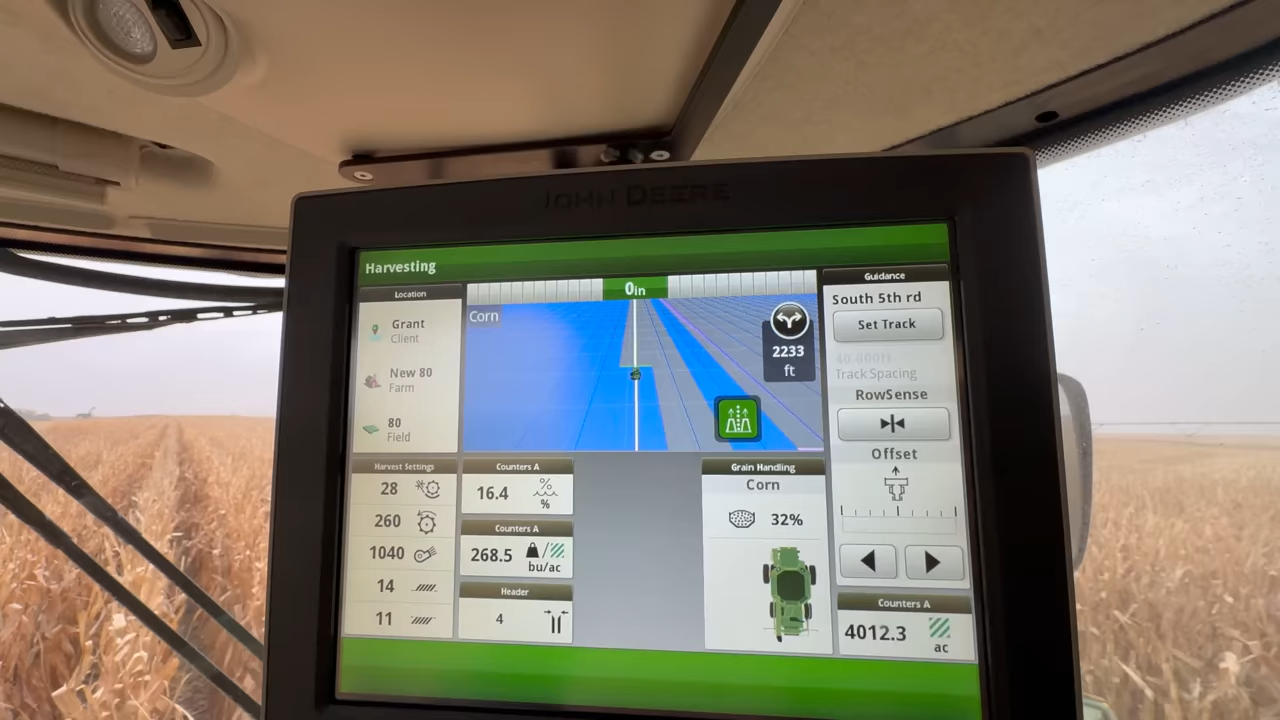 JOHN DEERE
Harvesting
Location
Grant
Client
New 80
Farm
80
Field
0in
Corn
2233
ft
Guidance
South 5th rd
Set Track
Track Spacing
RowSense
Offset
Harvest Settings
28
260
1040
14
11
Counters A
16.4
%
%
Counters A
268.5
/
bu/ac
Header
4
Grain Handling
Corn
32%
Counters A
4012.3
ac